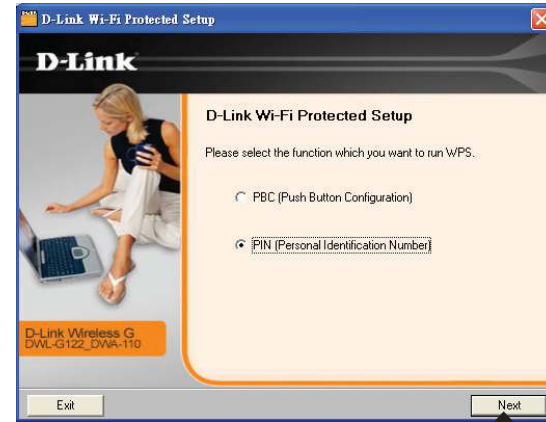 D-Link Wi-Fi Protected Setup
D-Link
D-Link Wi-Fi Protected Setup
Please select the function which you want to run WPS.
PBC (Push Button Configuration)
PIN (Personal Identification Number)
D-Link Wireless G
DWL-G122_DWA-110
Exit
Next